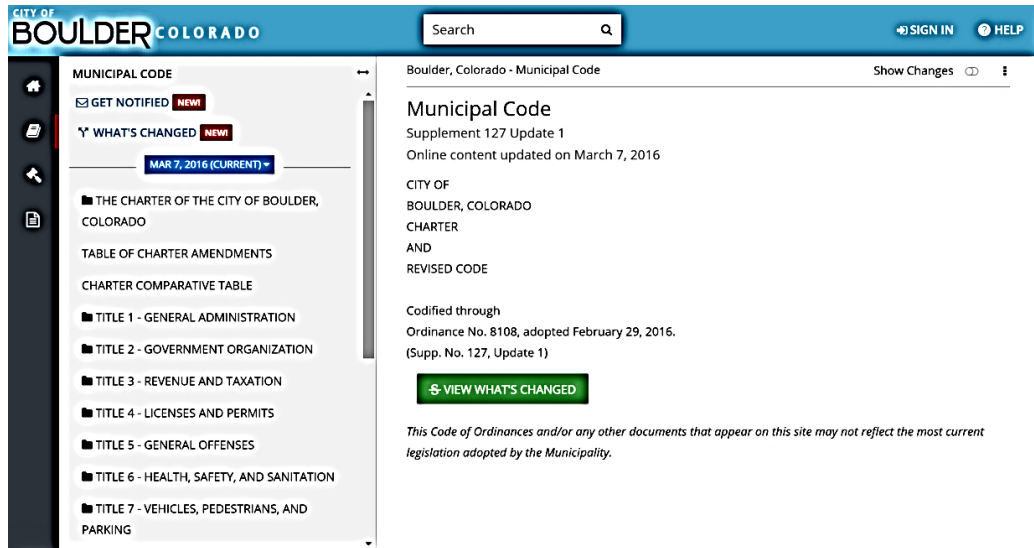 CITY OF
BOULDER COLORADO
Search
SIGN IN
HELP
MUNICIPAL CODE
GET NOTIFIED NEW!
WHAT'S CHANGED NEW!
MAR 7, 2016 (CURRENT)
THE CHARTER OF THE CITY OF BOULDER,
COLORADO
TABLE OF CHARTER AMENDMENTS
CHARTER COMPARATIVE TABLE
TITLE 1 - GENERAL ADMINISTRATION
TITLE 2 - GOVERNMENT ORGANIZATION
TITLE 3 - REVENUE AND TAXATION
TITLE 4 - LICENSES AND PERMITS
TITLE 5 - GENERAL OFFENSES
TITLE 6 - HEALTH, SAFETY, AND SANITATION
TITLE 7 - VEHICLES, PEDESTRIANS, AND
PARKING
Boulder, Colorado - Municipal Code
Show Changes
Municipal Code
Supplement 127 Update 1
Online content updated on March 7, 2016
CITY OF
BOULDER, COLORADO
CHARTER
AND
REVISED CODE
Codified through
Ordinance No. 8108, adopted February 29, 2016.
(Supp. No. 127, Update 1)
VIEW WHAT'S CHANGED
This Code of Ordinances and/or any other documents that appear on this site may not reflect the most current
legislation adopted by the Municipality.